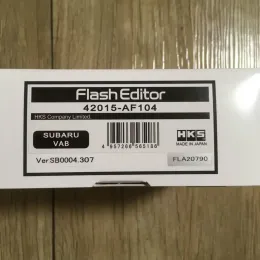 Flash Editor
42015-AF104
HKS Company Limited.
SUBARU
VAB
HKS
MADE IN JAPAN
Ver.SB0004.307
FLA20790